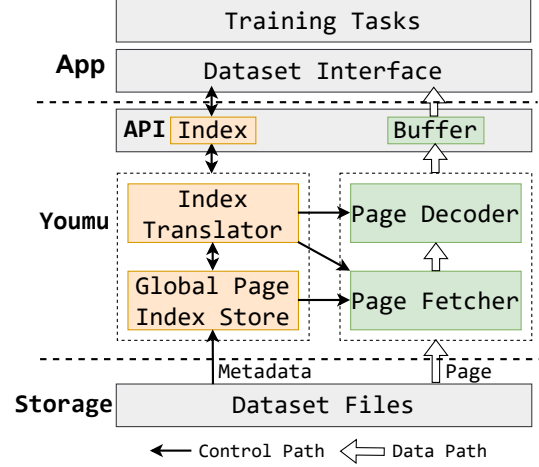 Training Tasks
App
Dataset Interface
API Index Buffer
Youmu
Index
Translator
Page Decoder
Global Page
Index Store
Page Fetcher
Metadata Page
Storage
Dataset Files
Control Path Data Path